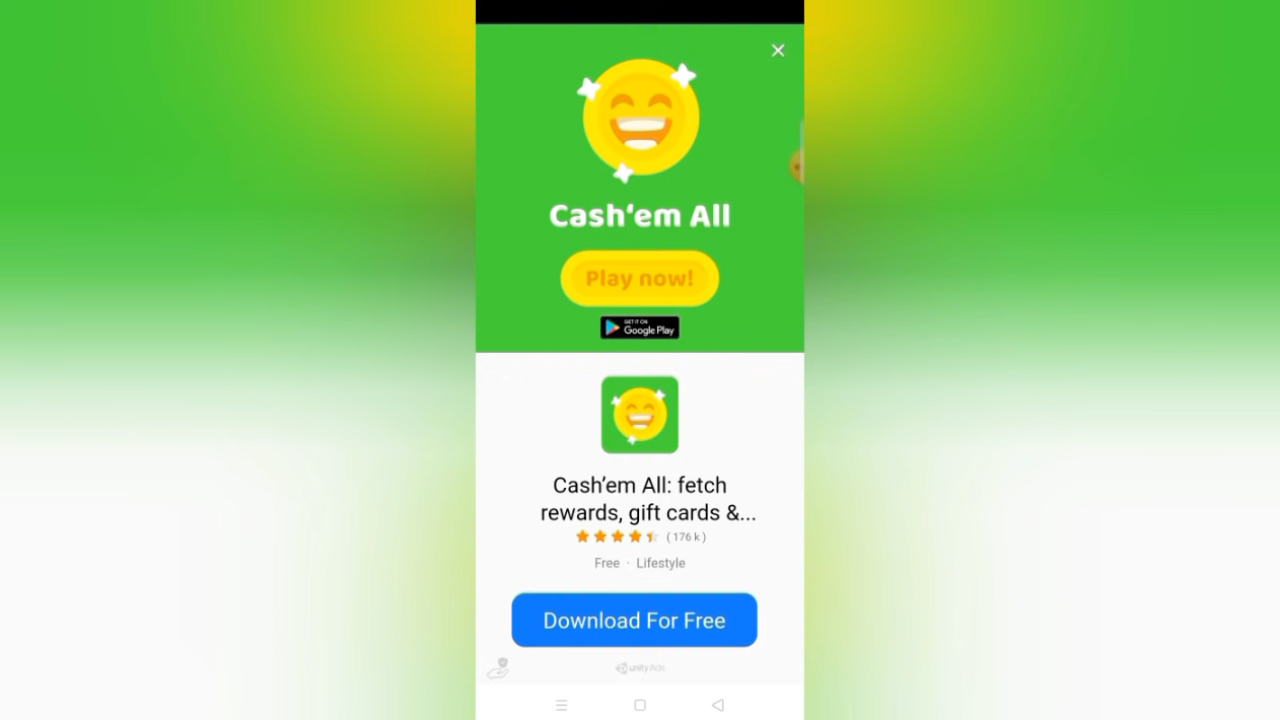 Cash‘em All
Play now!
GET IT ON
Google Play
Cash’em All: fetch
rewards, gift cards &...
( 176 k )
Free · Lifestyle
Download For Free
unity Ads